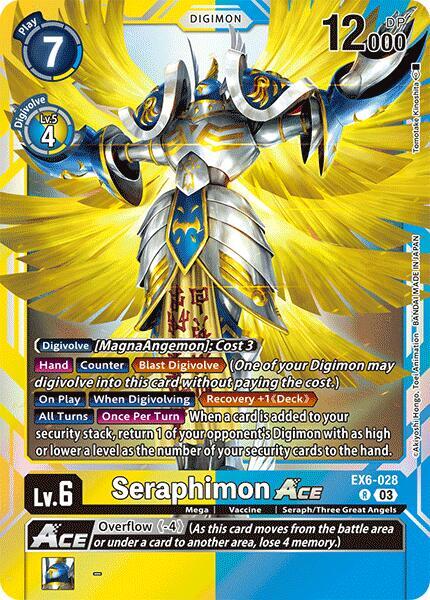 Play
7
DIGIMON
12000
DP
Digivolve
Lv.5
4
Tomotake Kinoshita
©Akiyoshi Hongo, Toei Animation BANDAI MADE IN JAPAN
Digivolve [MagnaAngemon]: Cost 3
Hand Counter Blast Digivolve (One of your Digimon may
digivolve into this card without paying the cost.)
On Play When Digivolving Recovery +1《Deck》
All Turns Once Per Turn When a card is added to your
security stack, return 1 of your opponent's Digimon with as high
or lower a level as the number of your security cards to the hand.
Lv.6
Seraphimon ACE
EX6-028
R 03
Mega Vaccine Seraph/Three Great Angels
ACE Overflow《-4》(As this card moves from the battle area
or under a card to another area, lose 4 memory.)
-